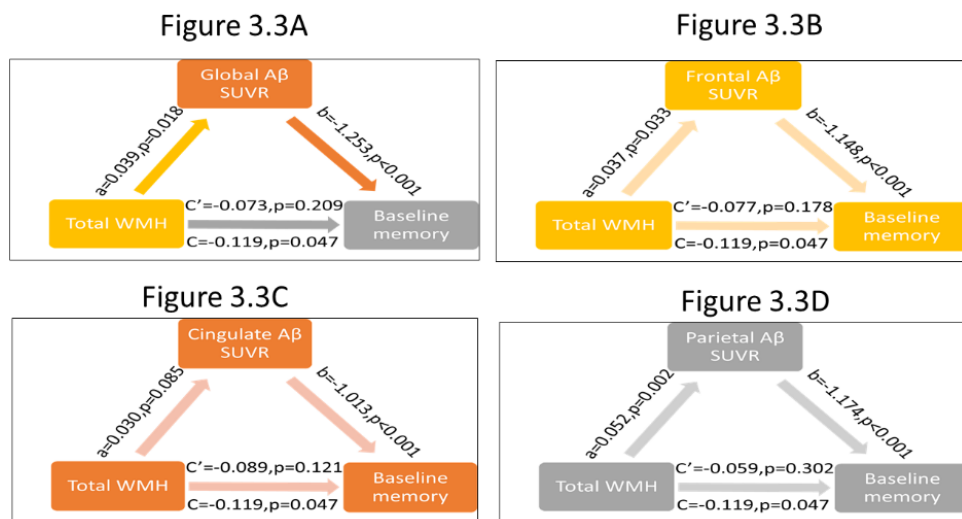 Figure 3.3A
Global Aβ
SUVR
a=0.039,p=0.018
b=-1.253,p<0.001
C'=-0.073,p=0.209
Total WMH
Baseline
memory
C=-0.119,p=0.047
Figure 3.3B
Frontal Aβ
SUVR
a=0.037,p=0.033
b=-1.148,p<0.001
C'=-0.077,p=0.178
Total WMH
Baseline
memory
C=-0.119,p=0.047
Figure 3.3C
Cingulate Aβ
SUVR
a=0.030,p=0.085
b=-1.013,p<0.001
C'=-0.089,p=0.121
Total WMH
Baseline
memory
C=-0.119,p=0.047
Figure 3.3D
Parietal Aβ
SUVR
a=0.052,p=0.002
b=-1.174,p<0.001
C'=-0.059,p=0.302
Total WMH
Baseline
memory
C=-0.119,p=0.047